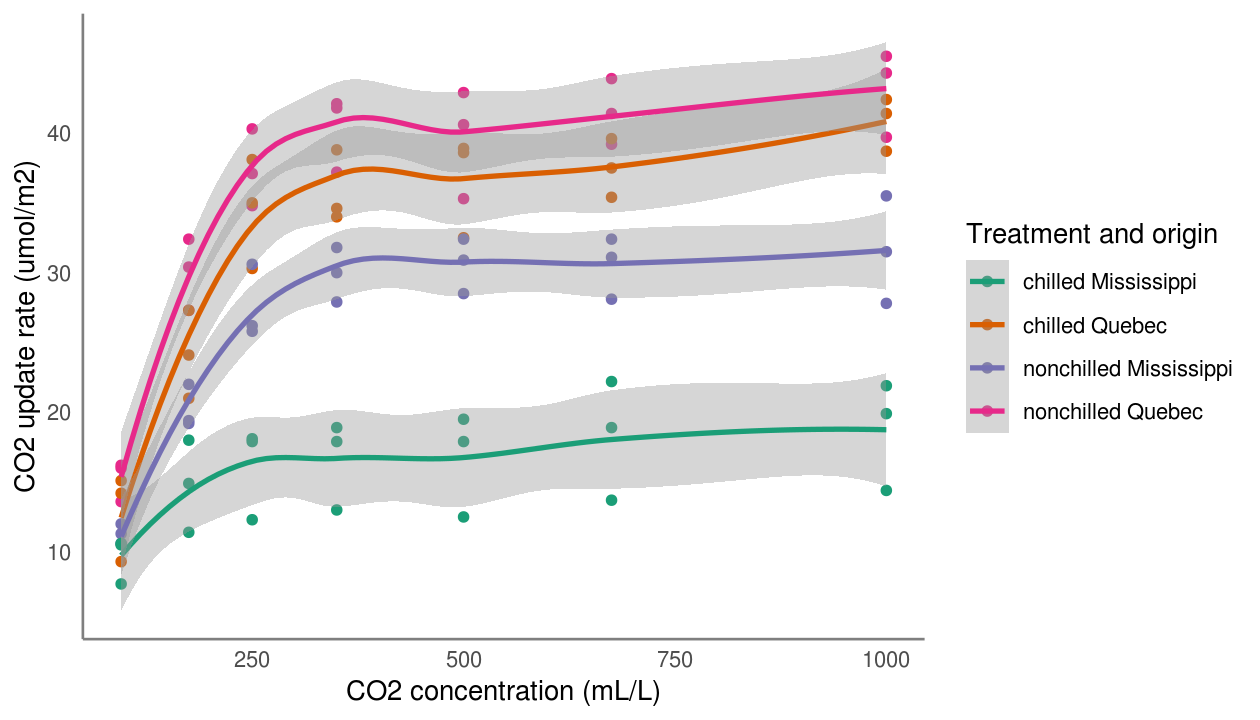 CO2 update rate (umol/m2)
40
30
20
10
250
500
750
1000
CO2 concentration (mL/L)
Treatment and origin
chilled Mississippi
chilled Quebec
nonchilled Mississippi
nonchilled Quebec